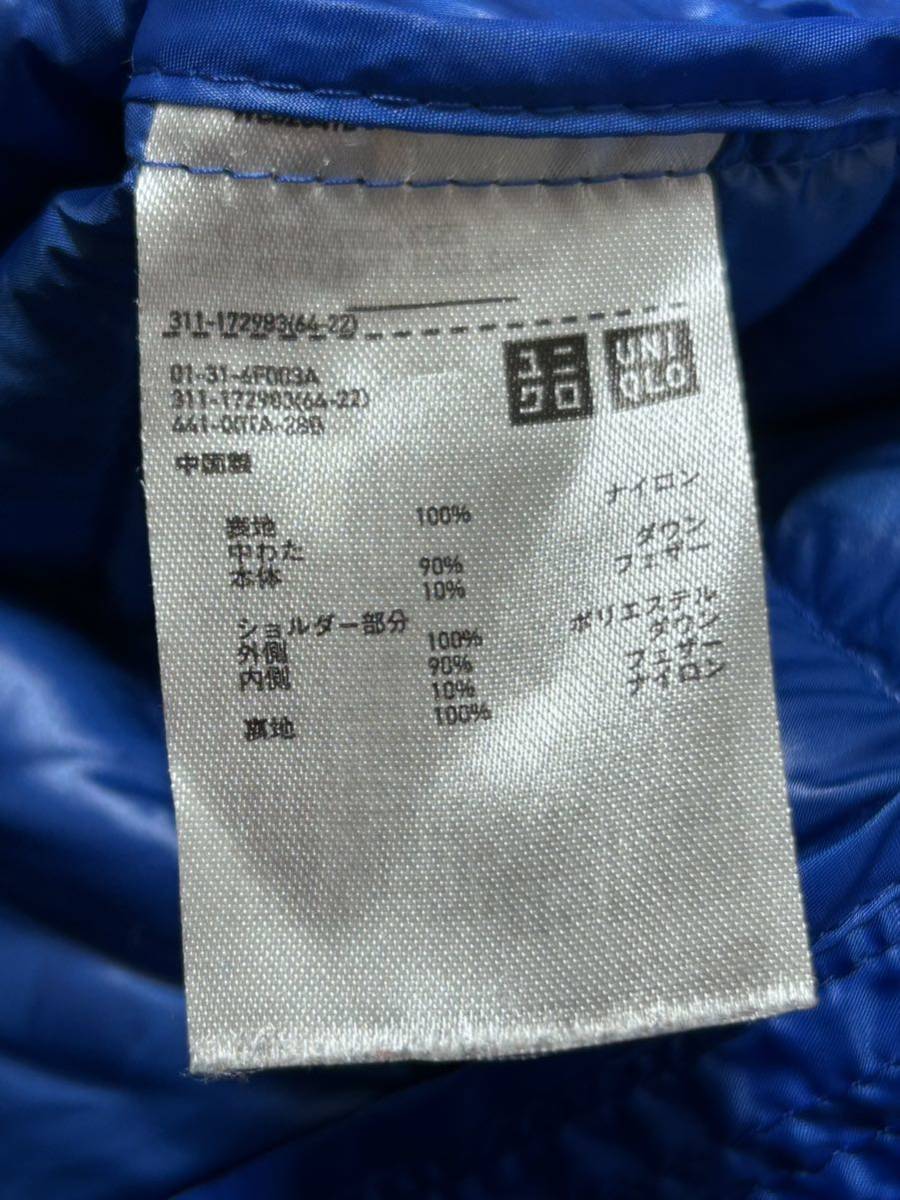 311-172983(64-22)
ユニクロ
UNIQLO
01-31-4F003A
311-172983(64-22)
中国製
表地 100% ナイロン
中わた
本体 90% ダウン
10% フェザー
ショルダー部分
外側 100% ポリエステル
内側 90% ダウン
10% フェザー
裏地 100% ナイロン